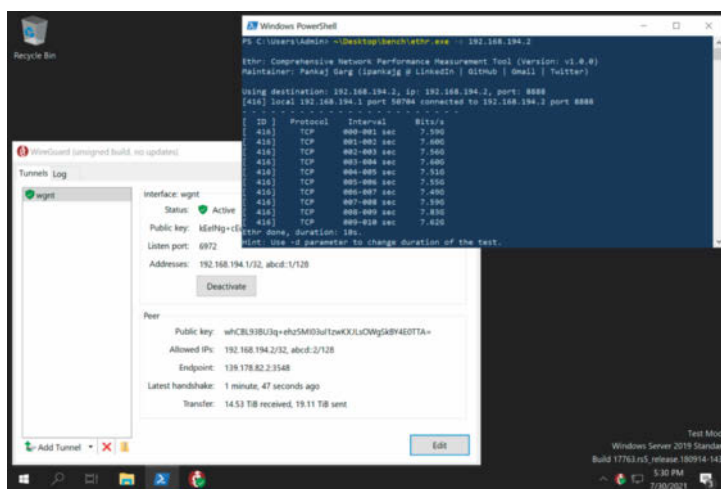 Recycle Bin
Windows PowerShell
PS C:\Users\Admin> ~\Desktop\bench\ethr.exe -c 192.168.194.2
Ethr: Comprehensive Network Performance Measurement Tool (Version: v1.0.0)
Maintainer: Pankaj Garg (ipankajg @ LinkedIn | GitHub | Gmail | Twitter)
Using destination: 192.168.194.2, ip: 192.168.194.2, port: 8888
[416] local 192.168.194.1 port 50704 connected to 192.168.194.2 port 8888
- - - - - - - - - - - - - - - - - - - - - - -
[ ID ] Protocol Interval Bits/s
416] TCP 000-001 sec 7.59G
416] TCP 001-002 sec 7.60G
416] TCP 002-003 sec 7.56G
416] TCP 003-004 sec 7.60G
416] TCP 004-005 sec 7.51G
416] TCP 005-006 sec 7.55G
416] TCP 006-007 sec 7.49G
416] TCP 007-008 sec 7.59G
416] TCP 008-009 sec 7.83G
416] TCP 009-010 sec 7.62G
Ethr done, duration: 10s.
Hint: Use -d parameter to change duration of the test.
WireGuard (unsigned build, no updates)
Tunnels Log
wgnt
Interface: wgnt
Status: Active
Public key:
Listen port: 6972
Addresses: 192.168.194.1/32, abcd::1/128
Deactivate
Peer
Public key:
Allowed IPs: 192.168.194.2/32, abcd::2/128
Endpoint: 139.178.82.2:3548
Latest handshake: 1 minute, 47 seconds ago
Transfer: 14.53 TiB received, 19.11 TiB sent
Add Tunnel
Edit
Test Mod
Windows Server 2019 Standa
Build 17763.rs5_release.180914-143
5:30 PM
7/30/2021